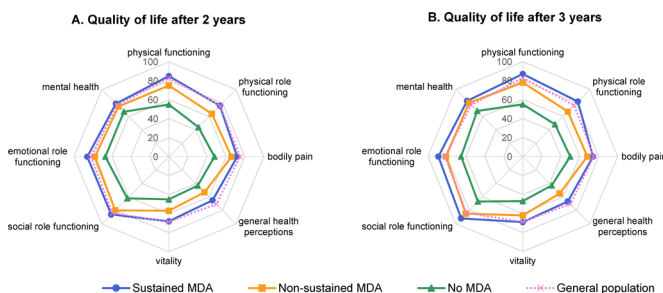 A. Quality of life after 2 years
physical functioning
100
80
60
40
20
0
physical role
functioning
bodily pain
general health
perceptions
vitality
social role functioning
emotional role
functioning
mental health
B. Quality of life after 3 years
physical functioning
100
80
60
40
20
0
physical role
functioning
bodily pain
general health
perceptions
vitality
social role functioning
emotional role
functioning
mental health
Sustained MDA
Non-sustained MDA
No MDA
General population